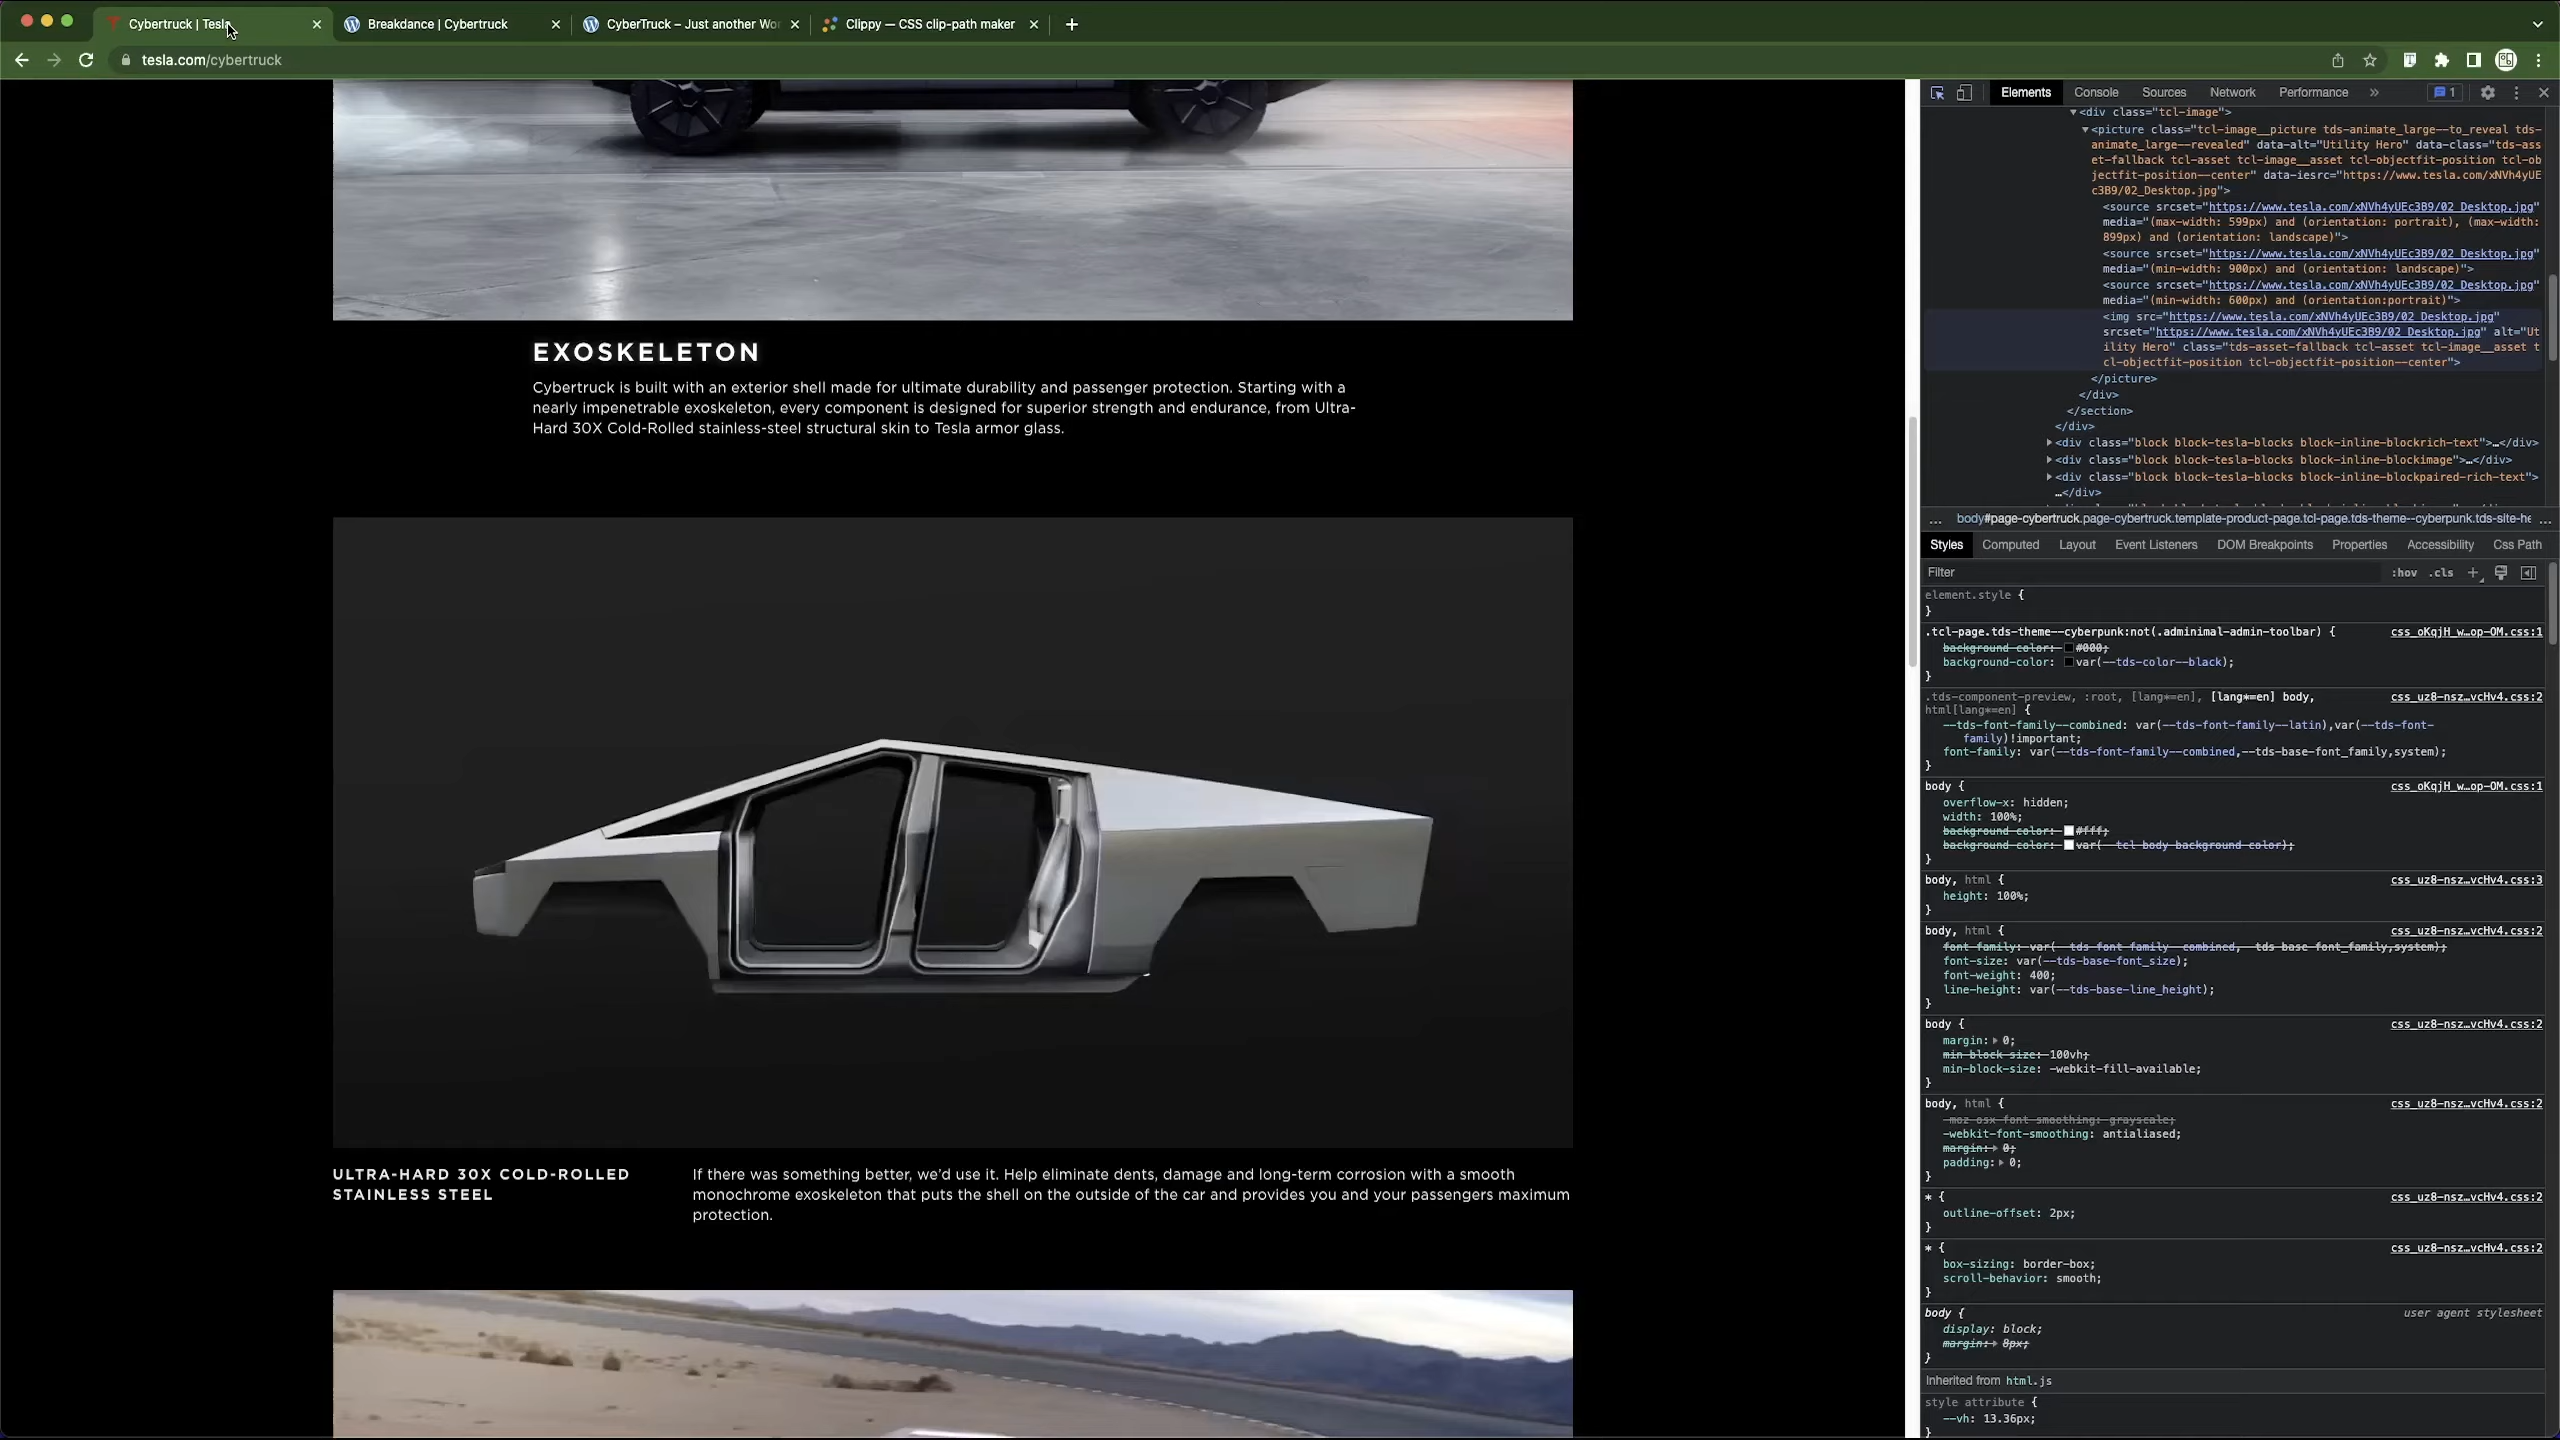 Cybertruck | Tesla
Breakdance | Cybertruck
CyberTruck – Just another Wor
Clippy — CSS clip-path maker
tesla.com/cybertruck
EXOSKELETON
Cybertruck is built with an exterior shell made for ultimate durability and passenger protection. Starting with a
nearly impenetrable exoskeleton, every component is designed for superior strength and endurance, from Ultra-
Hard 30X Cold-Rolled stainless-steel structural skin to Tesla armor glass.
ULTRA-HARD 30X COLD-ROLLED
STAINLESS STEEL
If there was something better, we'd use it. Help eliminate dents, damage and long-term corrosion with a smooth
monochrome exoskeleton that puts the shell on the outside of the car and provides you and your passengers maximum
protection.
Elements
Console
Sources
Network
Performance
»
1
<div class="tcl-image">
<picture class="tcl-image__picture tds-animate_large--to_reveal tds-
animate_large--revealed" data-alt="Utility Hero" data-class="tds-ass
et-fallback tcl-asset tcl-image__asset tcl-objectfit-position tcl-ob
jectfit-position--center" data-iesrc="https://www.tesla.com/xNVh4yUE
c3B9/02_Desktop.jpg">
<source srcset="https://www.tesla.com/xNVh4yUEc3B9/02_Desktop.jpg"
media="(max-width: 599px) and (orientation: portrait), (max-width:
899px) and (orientation: landscape)">
<source srcset="https://www.tesla.com/xNVh4yUEc3B9/02_Desktop.jpg"
media="(min-width: 900px) and (orientation: landscape)">
<source srcset="https://www.tesla.com/xNVh4yUEc3B9/02_Desktop.jpg"
media="(min-width: 600px) and (orientation:portrait)">
<img src="https://www.tesla.com/xNVh4yUEc3B9/02_Desktop.jpg"
srcset="https://www.tesla.com/xNVh4yUEc3B9/02_Desktop.jpg" alt="Ut
ility Hero" class="tds-asset-fallback tcl-asset tcl-image__asset t
cl-objectfit-position tcl-objectfit-position--center">
</picture>
</div>
</section>
</div>
<div class="block block-tesla-blocks block-inline-blockrich-text">…</div>
<div class="block block-tesla-blocks block-inline-blockimage">…</div>
<div class="block block-tesla-blocks block-inline-blockpaired-rich-text">
…</div>
… body#page-cybertruck.page-cybertruck.template-product-page.tcl-page.tds-theme--cyberpunk.tds-site-he …
Styles
Computed
Layout
Event Listeners
DOM Breakpoints
Properties
Accessibility
Css Path
Filter
:hov .cls +
element.style {
}
.tcl-page.tds-theme--cyberpunk:not(.adminimal-admin-toolbar) { css_oKqjH_w…op-OM.css:1
background-color: #000;
background-color: var(--tds-color--black);
}
.tds-component-preview, :root, [lang*=en], [lang*=en] body, css_uz8-nsz…vcHv4.css:2
html[lang*=en] {
--tds-font-family--combined: var(--tds-font-family--latin),var(--tds-font-
family)!important;
font-family: var(--tds-font-family--combined,--tds-base-font_family,system);
}
body { css_oKqjH_w…op-OM.css:1
overflow-x: hidden;
width: 100%;
background-color: #fff;
background-color: var(--tcl-body-background-color);
}
body, html { css_uz8-nsz…vcHv4.css:3
height: 100%;
}
body, html { css_uz8-nsz…vcHv4.css:2
font-family: var(--tds-font-family--combined,--tds-base-font_family,system);
font-size: var(--tds-base-font_size);
font-weight: 400;
line-height: var(--tds-base-line_height);
}
body { css_uz8-nsz…vcHv4.css:2
margin: 0;
min-block-size: 100vh;
min-block-size: -webkit-fill-available;
}
body, html { css_uz8-nsz…vcHv4.css:2
-moz-osx-font-smoothing: grayscale;
-webkit-font-smoothing: antialiased;
margin: 0;
padding: 0;
}
* { css_uz8-nsz…vcHv4.css:2
outline-offset: 2px;
}
* { css_uz8-nsz…vcHv4.css:2
box-sizing: border-box;
scroll-behavior: smooth;
}
body { user agent stylesheet
display: block;
margin: 8px;
}
Inherited from html.js
style attribute {
--vh: 13.36px;
}